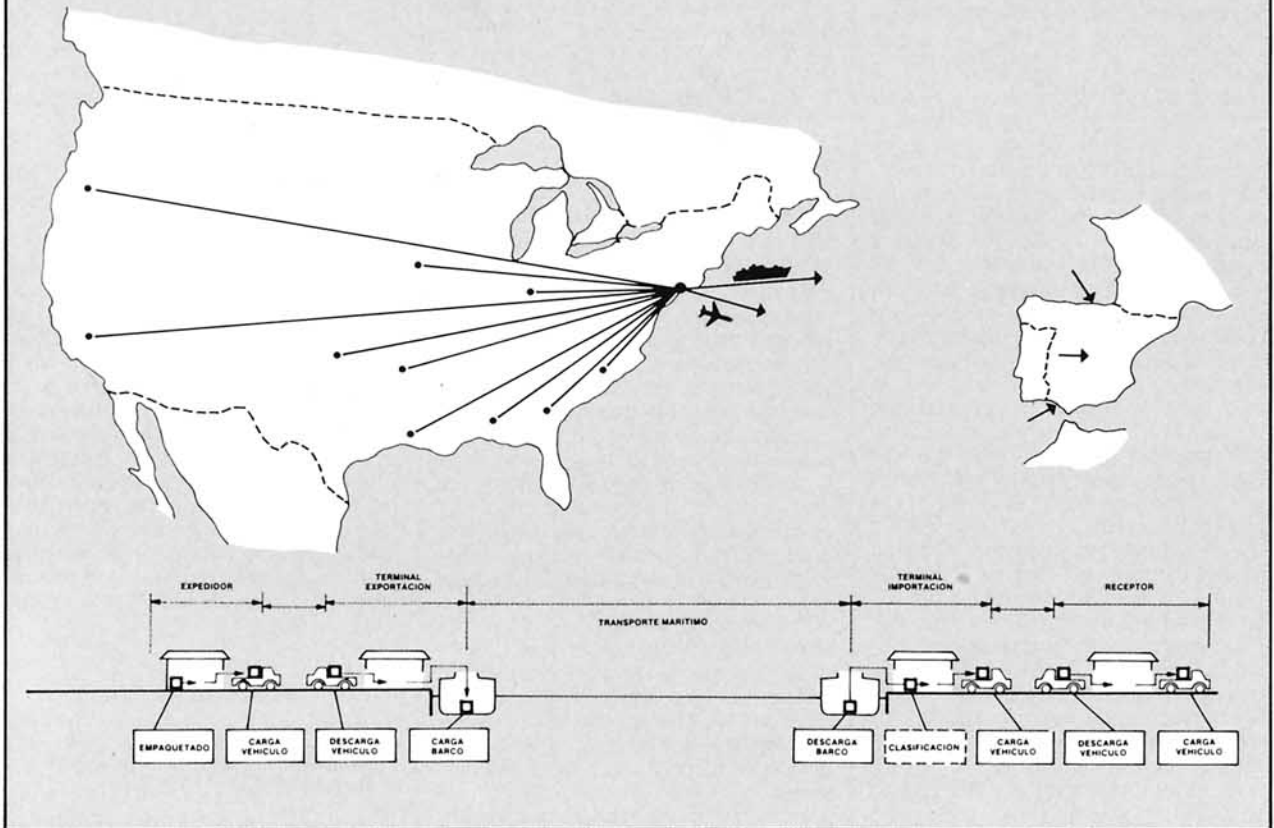 EXPEDIDOR
TERMINAL
EXPORTACION
TRANSPORTE MARITIMO
TERMINAL
IMPORTACION
RECEPTOR
EMPAQUETADO
CARGA
VEHICULO
DESCARGA
VEHICULO
CARGA
BARCO
DESCARGA
BARCO
CLASIFICACION
CARGA
VEHICULO
DESCARGA
VEHICULO
CARGA
VEHICULO